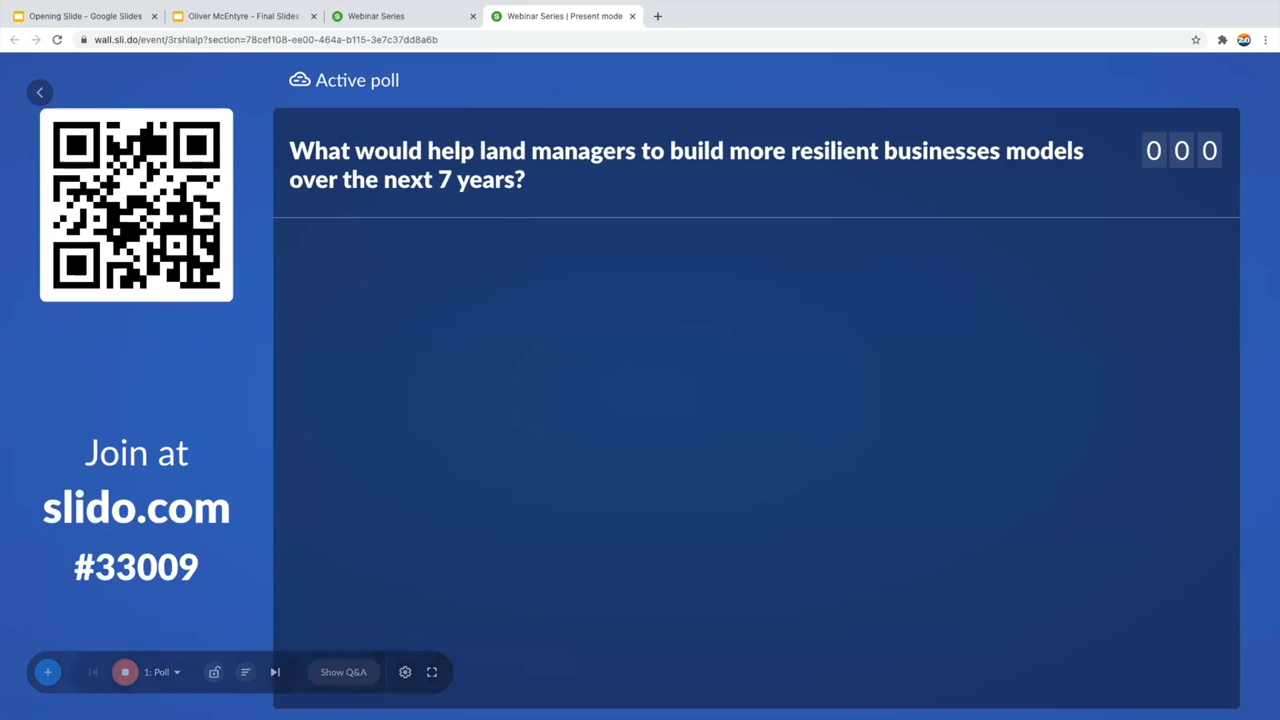 Opening Slide - Google Slides
Oliver McEntyre - Final Slides
Webinar Series
Webinar Series | Present mode
wall.sli.do/event/3rshlalp?section=78cef108-ee00-464a-b115-3e7c37dd8a6b
Active poll
What would help land managers to build more resilient businesses models
over the next 7 years?
0 0 0
Join at
slido.com
#33009
1: Poll
Show Q&A